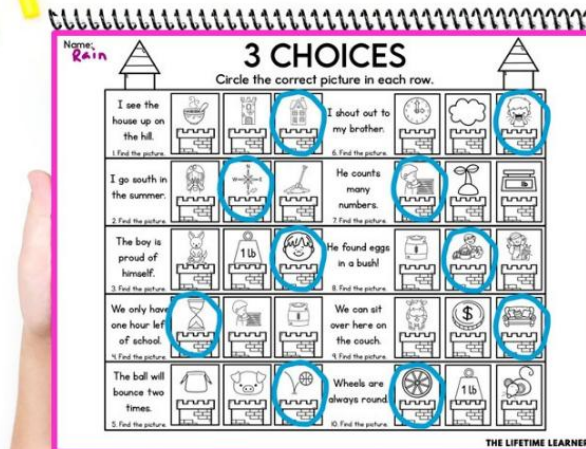 Name:
Rain
3 CHOICES
Circle the correct picture in each row.
I see the
house up on
the hill.
1. Find the picture.
I shout out to
my brother.
6. Find the picture.
I go south in
the summer.
2. Find the picture.
N
W E
S
He counts
many
numbers.
7. Find the picture.
lb
The boy is
proud of
himself.
3. Find the picture.
1 lb
He found eggs
in a bush!
8. Find the picture.
We only have
one hour left
of school.
4. Find the picture.
We can sit
over here on
the couch.
9. Find the picture.
$
The ball will
bounce two
times.
5. Find the picture.
Wheels are
always round.
10. Find the picture.
1 lb
THE LIFETIME LEARNER